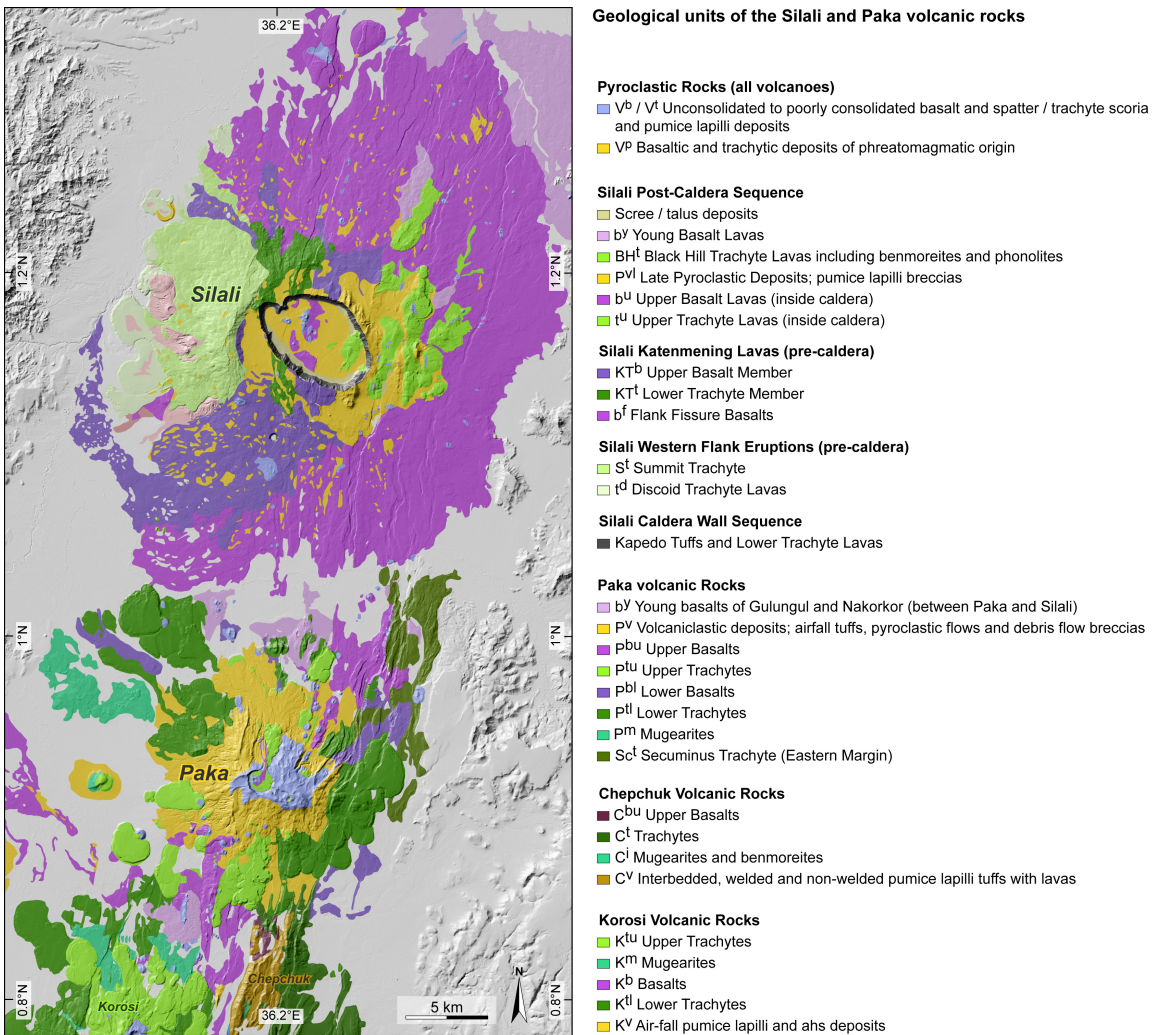 Geological units of the Silali and Paka volcanic rocks
Pyroclastic Rocks (all volcanoes)
Vb / Vt Unconsolidated to poorly consolidated basalt and spatter / trachyte scoria
and pumice lapilli deposits
Vp Basaltic and trachytic deposits of phreatomagmatic origin
Silali Post-Caldera Sequence
Scree / talus deposits
by Young Basalt Lavas
BHt Black Hill Trachyte Lavas including benmoreites and phonolites
Pvl Late Pyroclastic Deposits; pumice lapilli breccias
bu Upper Basalt Lavas (inside caldera)
tu Upper Trachyte Lavas (inside caldera)
Silali Katenmening Lavas (pre-caldera)
KTb Upper Basalt Member
KTt Lower Trachyte Member
bf Flank Fissure Basalts
Silali Western Flank Eruptions (pre-caldera)
St Summit Trachyte
td Discoid Trachyte Lavas
Silali Caldera Wall Sequence
Kapedo Tuffs and Lower Trachyte Lavas
Paka volcanic Rocks
by Young basalts of Gulungul and Nakorkor (between Paka and Silali)
Pv Volcaniclastic deposits; airfall tuffs, pyroclastic flows and debris flow breccias
Pbu Upper Basalts
Ptu Upper Trachytes
Pbl Lower Basalts
Ptl Lower Trachytes
Pm Mugearites
Sct Secuminus Trachyte (Eastern Margin)
Chepchuk Volcanic Rocks
Cbu Upper Basalts
Ct Trachytes
Ci Mugearites and benmoreites
Cv Interbedded, welded and non-welded pumice lapilli tuffs with lavas
Korosi Volcanic Rocks
Ktu Upper Trachytes
Km Mugearites
Kb Basalts
Ktl Lower Trachytes
Kv Air-fall pumice lapilli and ahs deposits
36.2°E
1.2°N
1.2°N
Silali
1°N
1°N
Paka
Chepchuk
Korosi
0.8°N
36.2°E
5 km
N
0.8°N